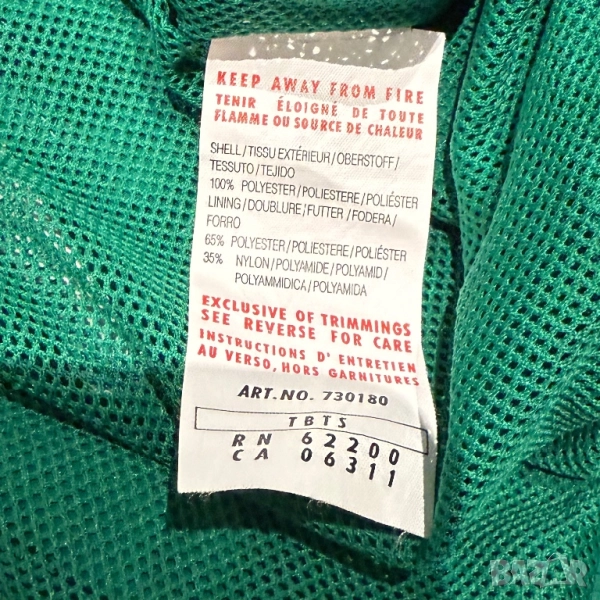 KEEP AWAY FROM FIRE
TENIR ÉLOIGNÉ DE TOUTE
FLAMME OU SOURCE DE CHALEUR
SHELL/TISSU EXTÉRIEUR/OBERSTOFF/
TESSUTO/TEJIDO
100% POLYESTER/POLIESTERE/POLIÉSTER
LINING/DOUBLURE/FUTTER/FODERA/
FORRO
65% POLYESTER/POLIESTERE/POLIÉSTER
35% NYLON/POLYAMIDE/POLYAMID/
POLYAMMIDICA/POLYAMIDA
EXCLUSIVE OF TRIMMINGS
SEE REVERSE FOR CARE
INSTRUCTIONS D'ENTRETIEN
AU VERSO, HORS GARNITURES
ART.NO. 730180
TBTS
RN 62200
CA 06311
BAZAR